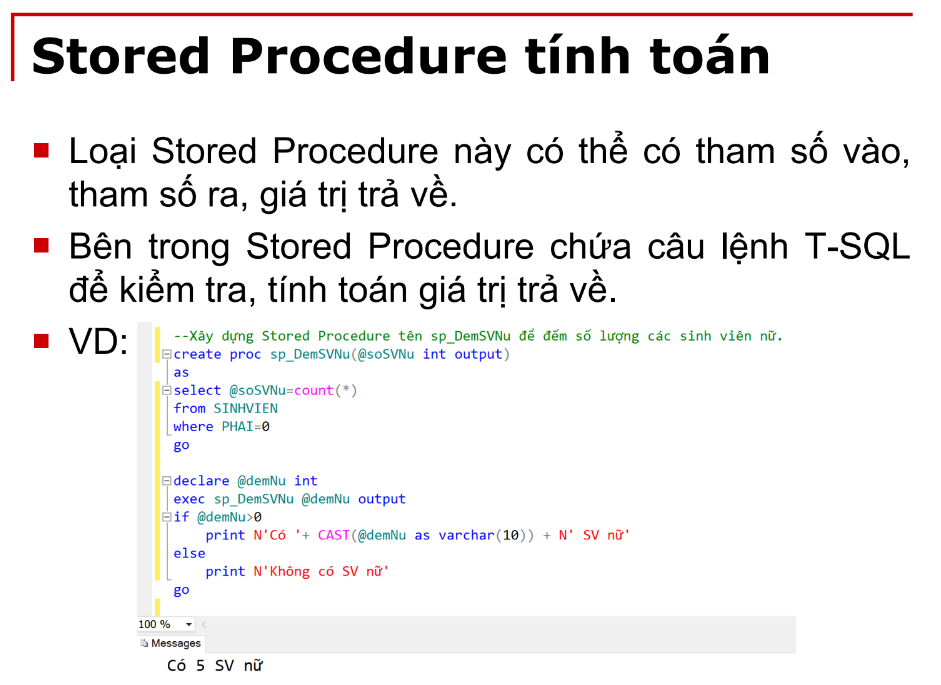 Stored Procedure tính toán
Loại Stored Procedure này có thể có tham số vào,
tham số ra, giá trị trả về.
Bên trong Stored Procedure chứa câu lệnh T-SQL
để kiểm tra, tính toán giá trị trả về.
VD:
--Xây dựng Stored Procedure tên sp_DemSVNu để đếm số lượng các sinh viên nữ.
create proc sp_DemSVNu(@soSVNu int output)
as
select @soSVNu=count(*)
from SINHVIEN
where PHAI=0
go
declare @demNu int
exec sp_DemSVNu @demNu output
if @demNu>0
print N'Có '+ CAST(@demNu as varchar(10)) + N' SV nữ'
else
print N'Không có SV nữ'
go
100 %
Messages
Có 5 SV nữ